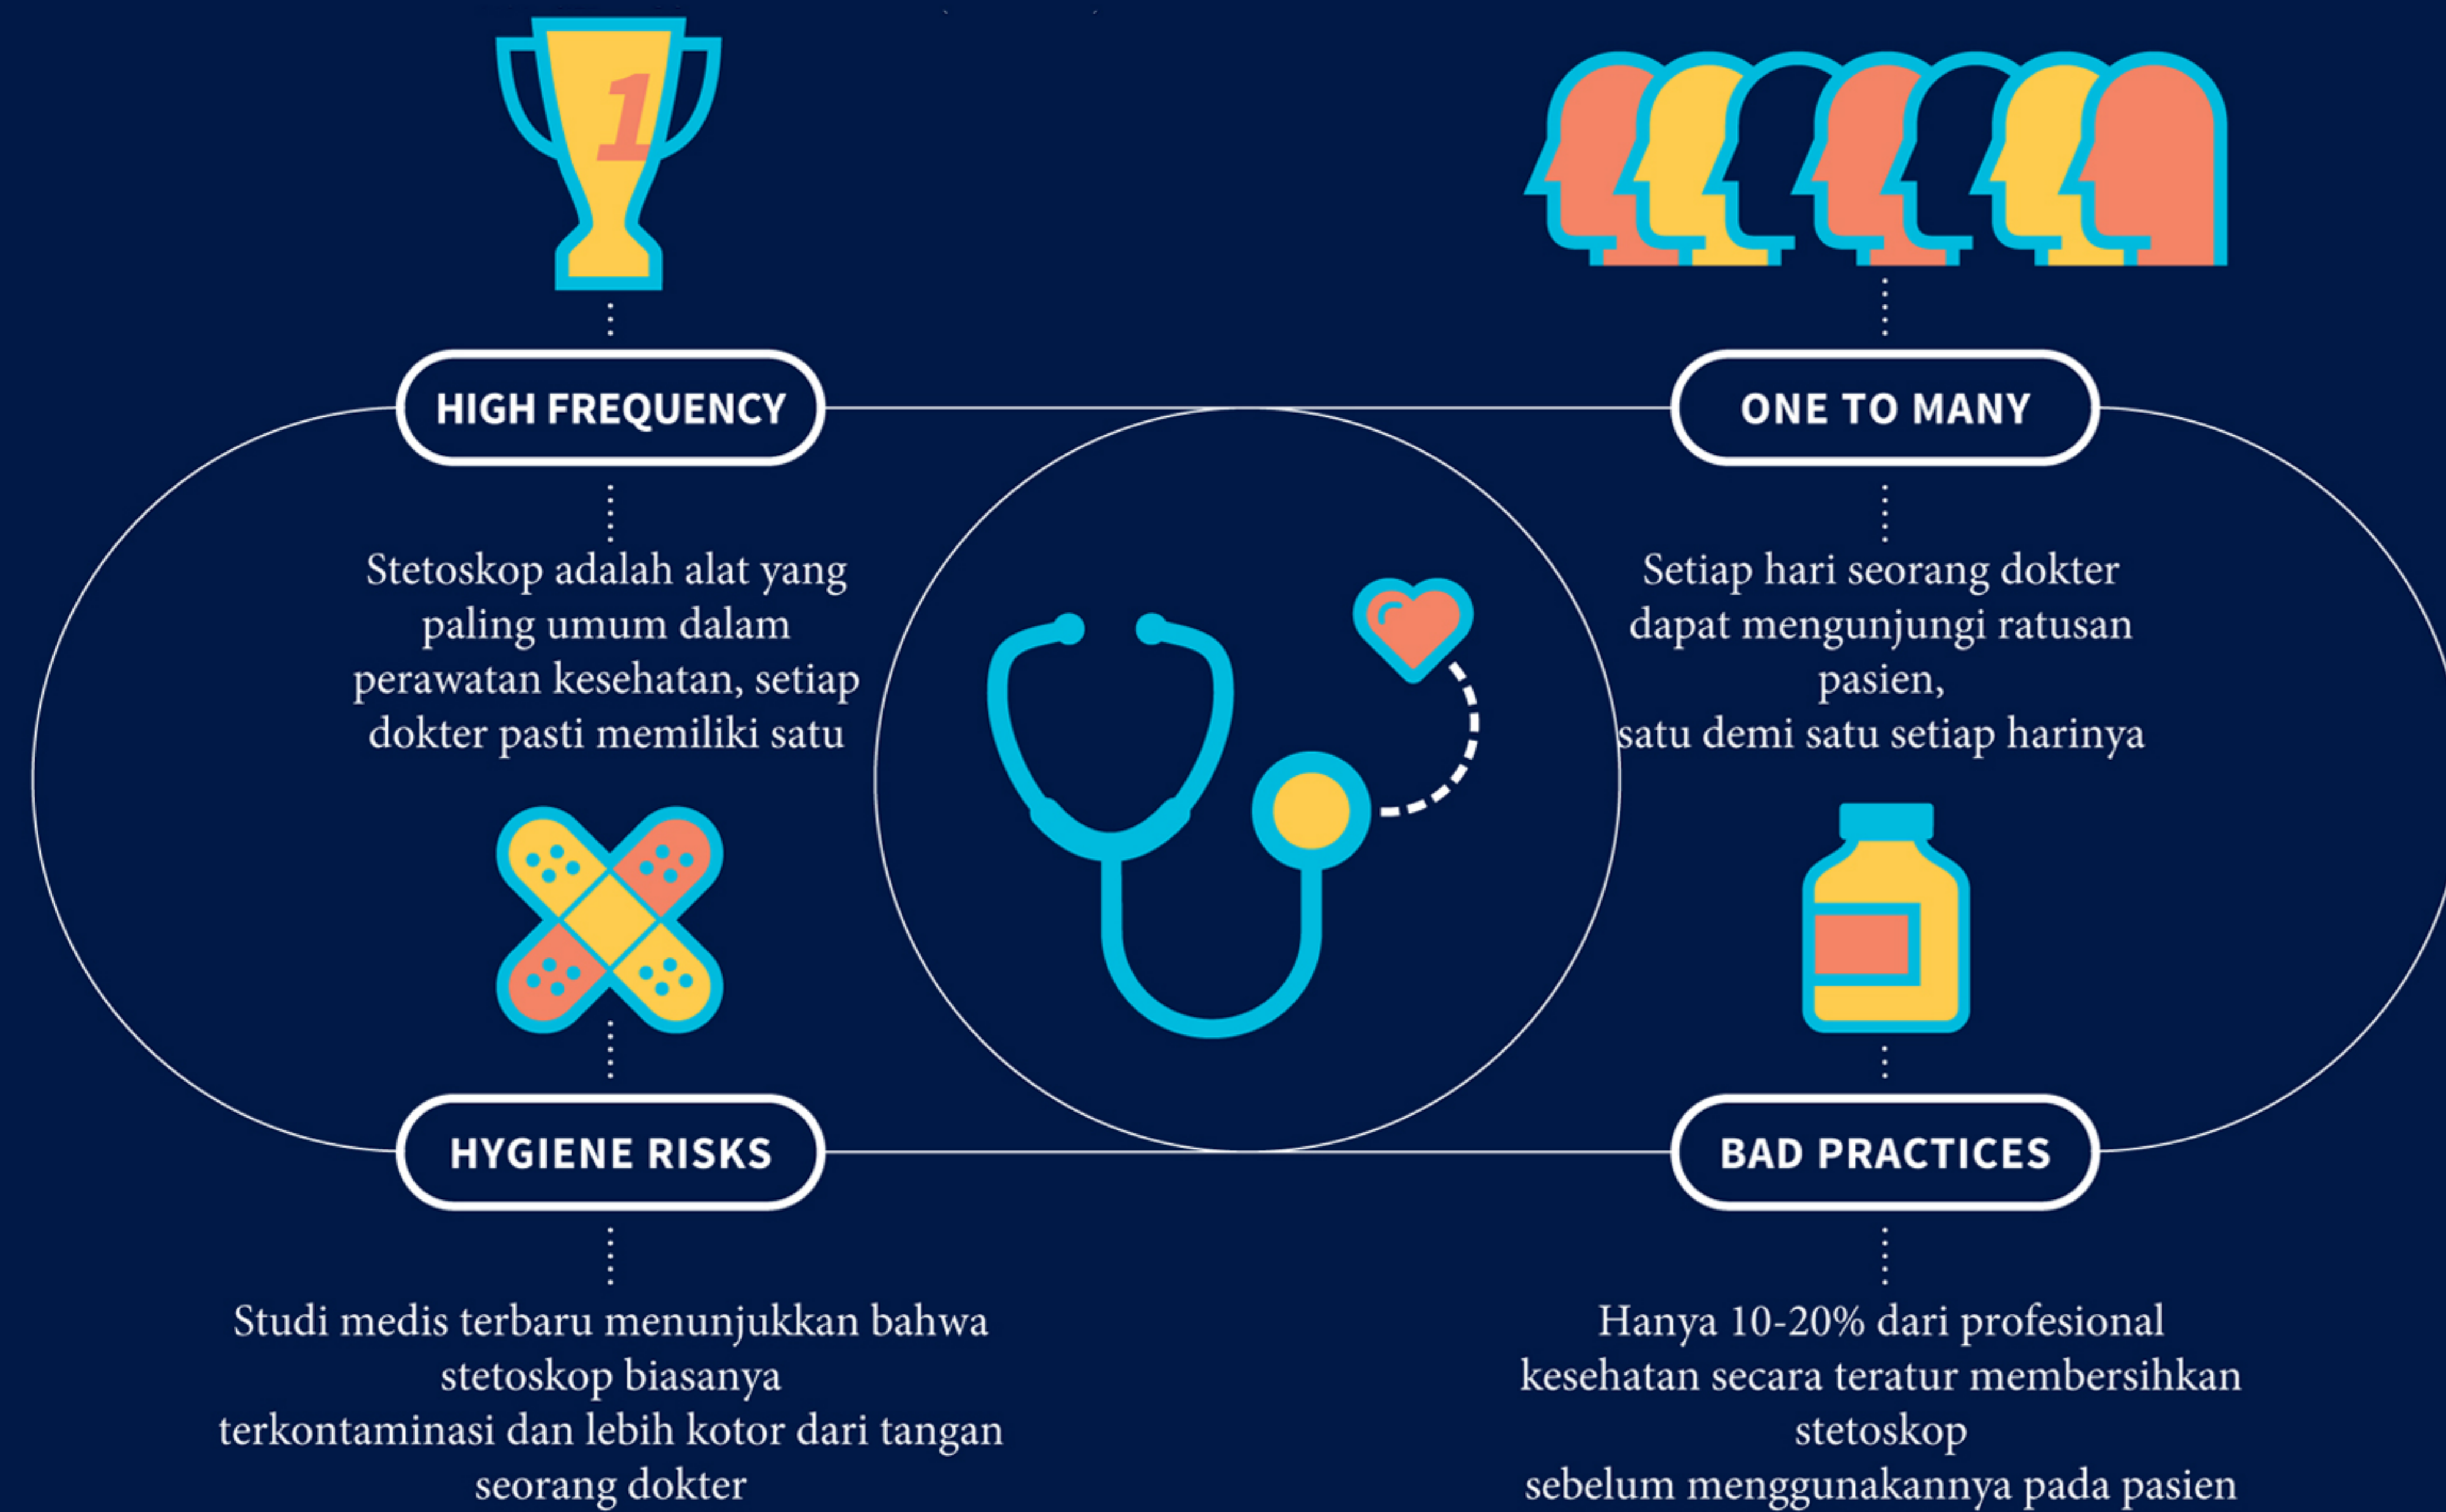 1
HIGH FREQUENCY
Stetoskop adalah alat yang
paling umum dalam
perawatan kesehatan, setiap
dokter pasti memiliki satu
ONE TO MANY
Setiap hari seorang dokter
dapat mengunjungi ratusan
pasien,
satu demi satu setiap harinya
HYGIENE RISKS
Studi medis terbaru menunjukkan bahwa
stetoskop biasanya
terkontaminasi dan lebih kotor dari tangan
seorang dokter
BAD PRACTICES
Hanya 10-20% dari profesional
kesehatan secara teratur membersihkan
stetoskop
sebelum menggunakannya pada pasien